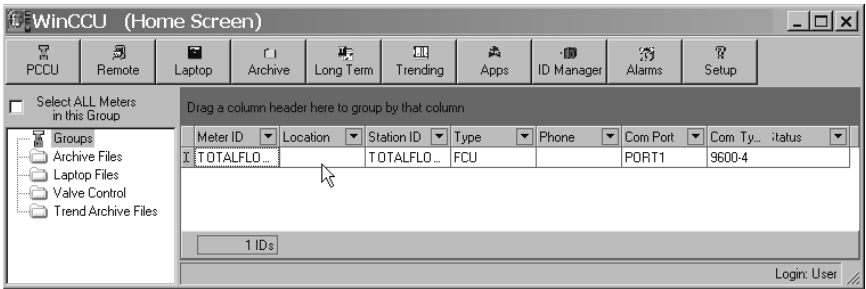 WinCCU (Home Screen)
PCCU Remote Laptop Archive Long Term Trending Apps ID Manager Alarms Setup
Select ALL Meters
in this Group
Drag a column header here to group by that column
Groups
Archive Files
Laptop Files
Valve Control
Trend Archive Files
Meter ID Location Station ID Type Phone Com Port Com Ty...
TOTALFLO... TOTALFLO... FCU PORT1 9600-4
1 IDs
Login: User